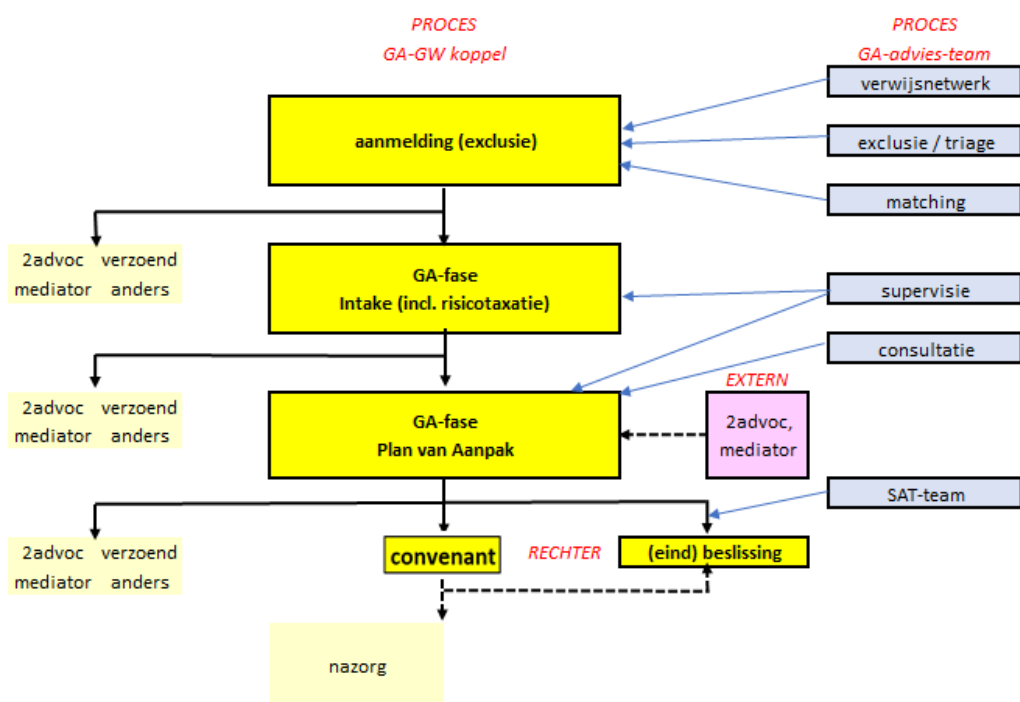 PROCES
GA-GW koppel
PROCES
GA-advies-team
verwijsnetwerk
aanmelding (exclusie)
exclusie / triage
matching
2advoc verzoend
mediator anders
GA-fase
Intake (incl. risicotaxatie)
supervisie
consultatie
2advoc verzoend
mediator anders
GA-fase
Plan van Aanpak
EXTERN
2advoc,
mediator
SAT-team
2advoc verzoend
mediator anders
convenant
RECHTER
(eind) beslissing
nazorg